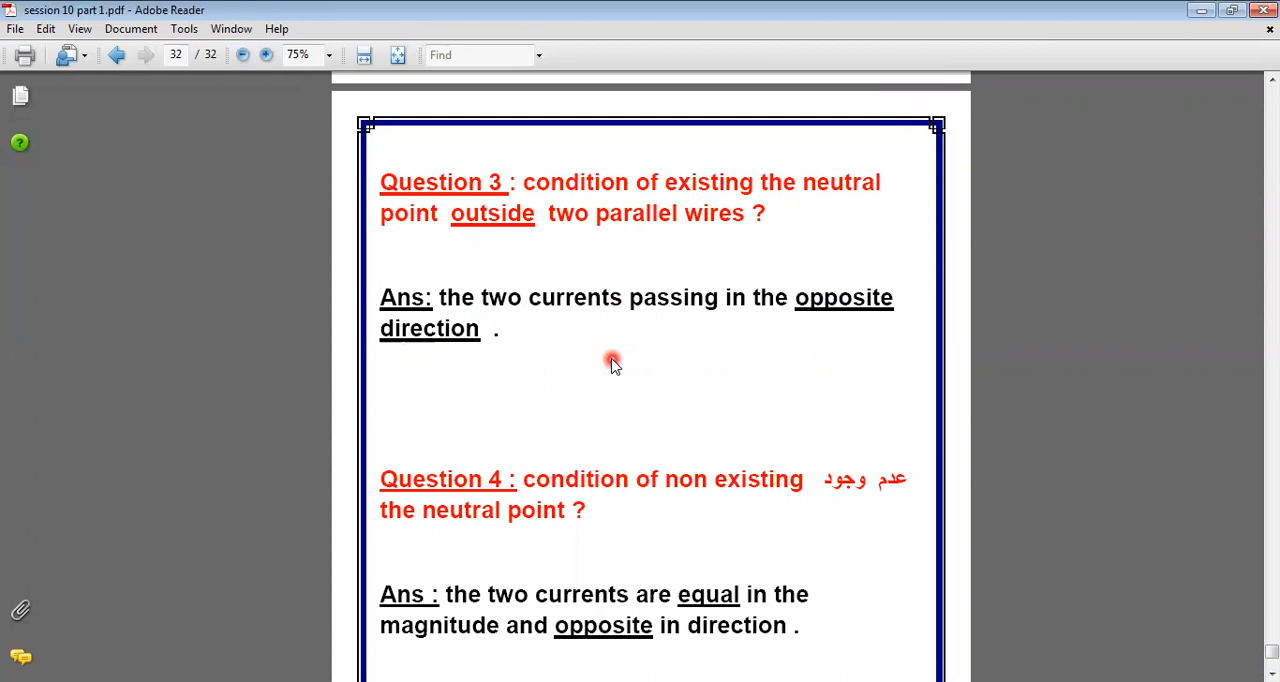 session 10 part 1.pdf - Adobe Reader
File Edit View Document Tools Window Help
32 / 32 75% Find
Question 3 : condition of existing the neutral
point outside two parallel wires ?
Ans: the two currents passing in the opposite
direction .
Question 4 : condition of non existing عدم وجود
the neutral point ?
Ans : the two currents are equal in the
magnitude and opposite in direction .